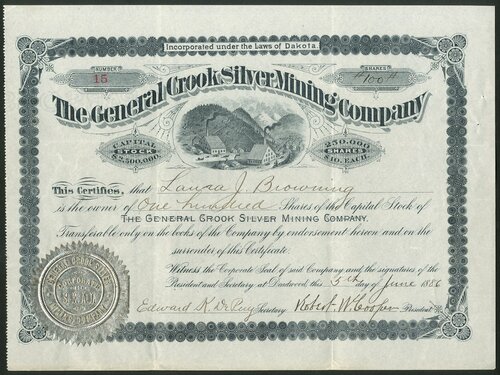 Incorporated under the Laws of Dakota.
NUMBER
15
SHARES
#100#
The General Crook Silver Mining Company
CAPITAL
STOCK
$2,500,000.
250,000
SHARES
$10. EACH.
This Certifies, that Laura J. Browning
is the owner of One hundred Shares of the Capital Stock of
THE GENERAL CROOK SILVER MINING COMPANY.
Transferable only on the books of the Company by endorsement hereon and on the
surrender of this Certificate.
Witness the Corporate Seal of said Company and the signatures of the
President and Secretary at Deadwood this 5th day of June 1886
Edward R. DePuy Secretary. Robert W. Cooper President.